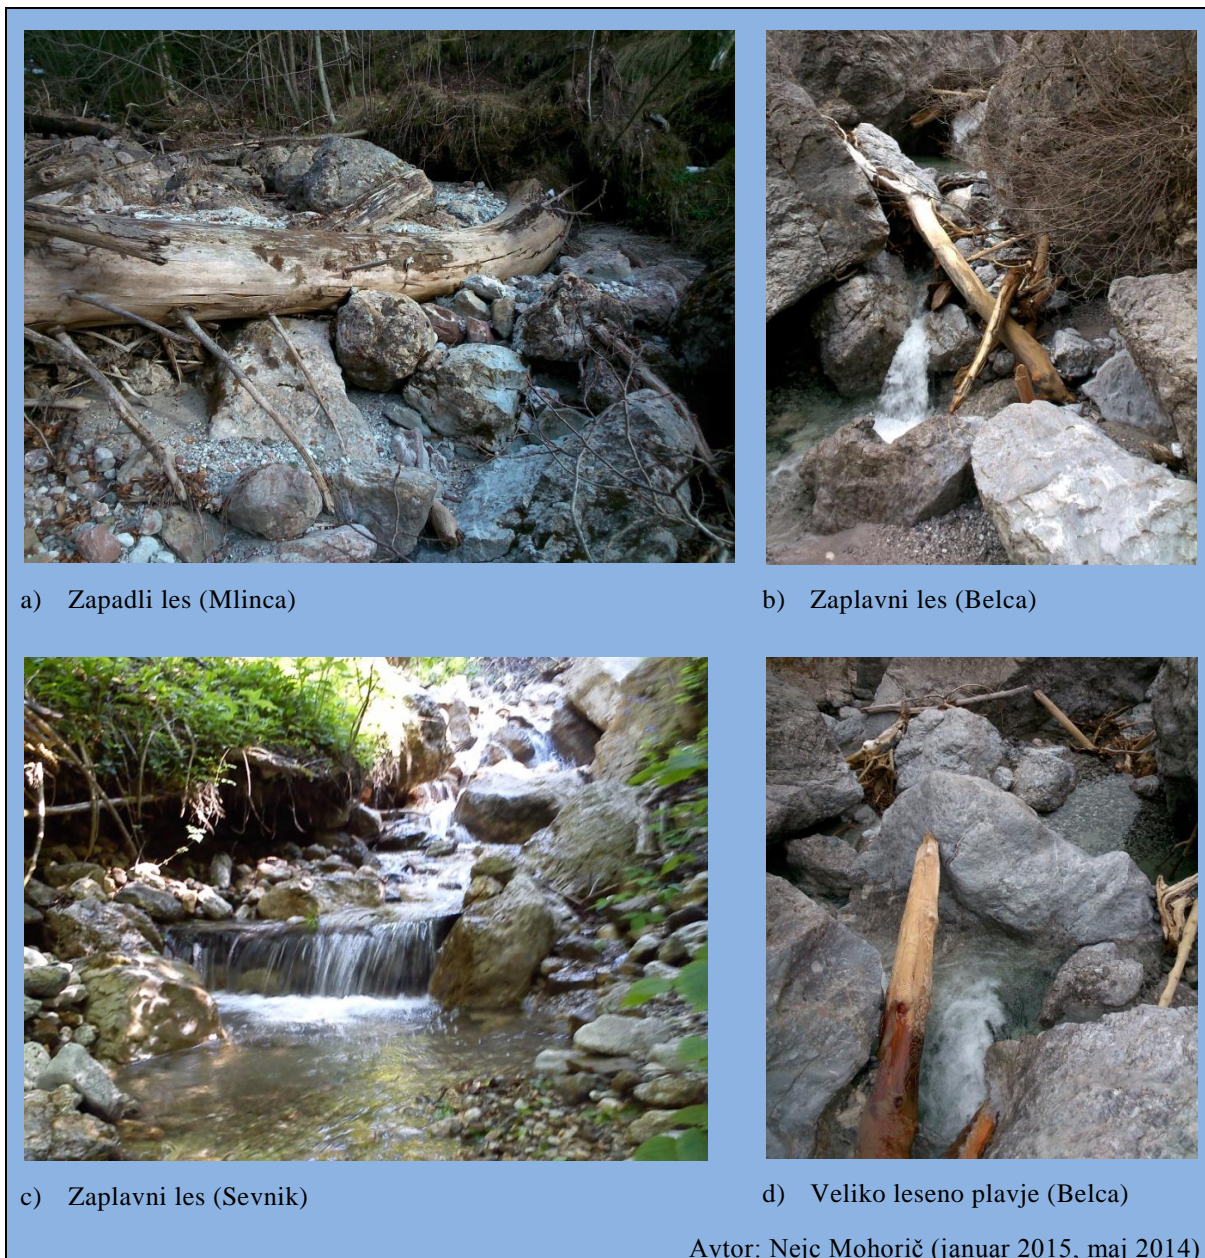 a) Zapadli les (Mlinca)
b) Zaplavni les (Belca)
c) Zaplavni les (Sevnik)
d) Veliko leseno plavje (Belca)
Avtor: Nejc Mohorič (januar 2015, maj 2014)